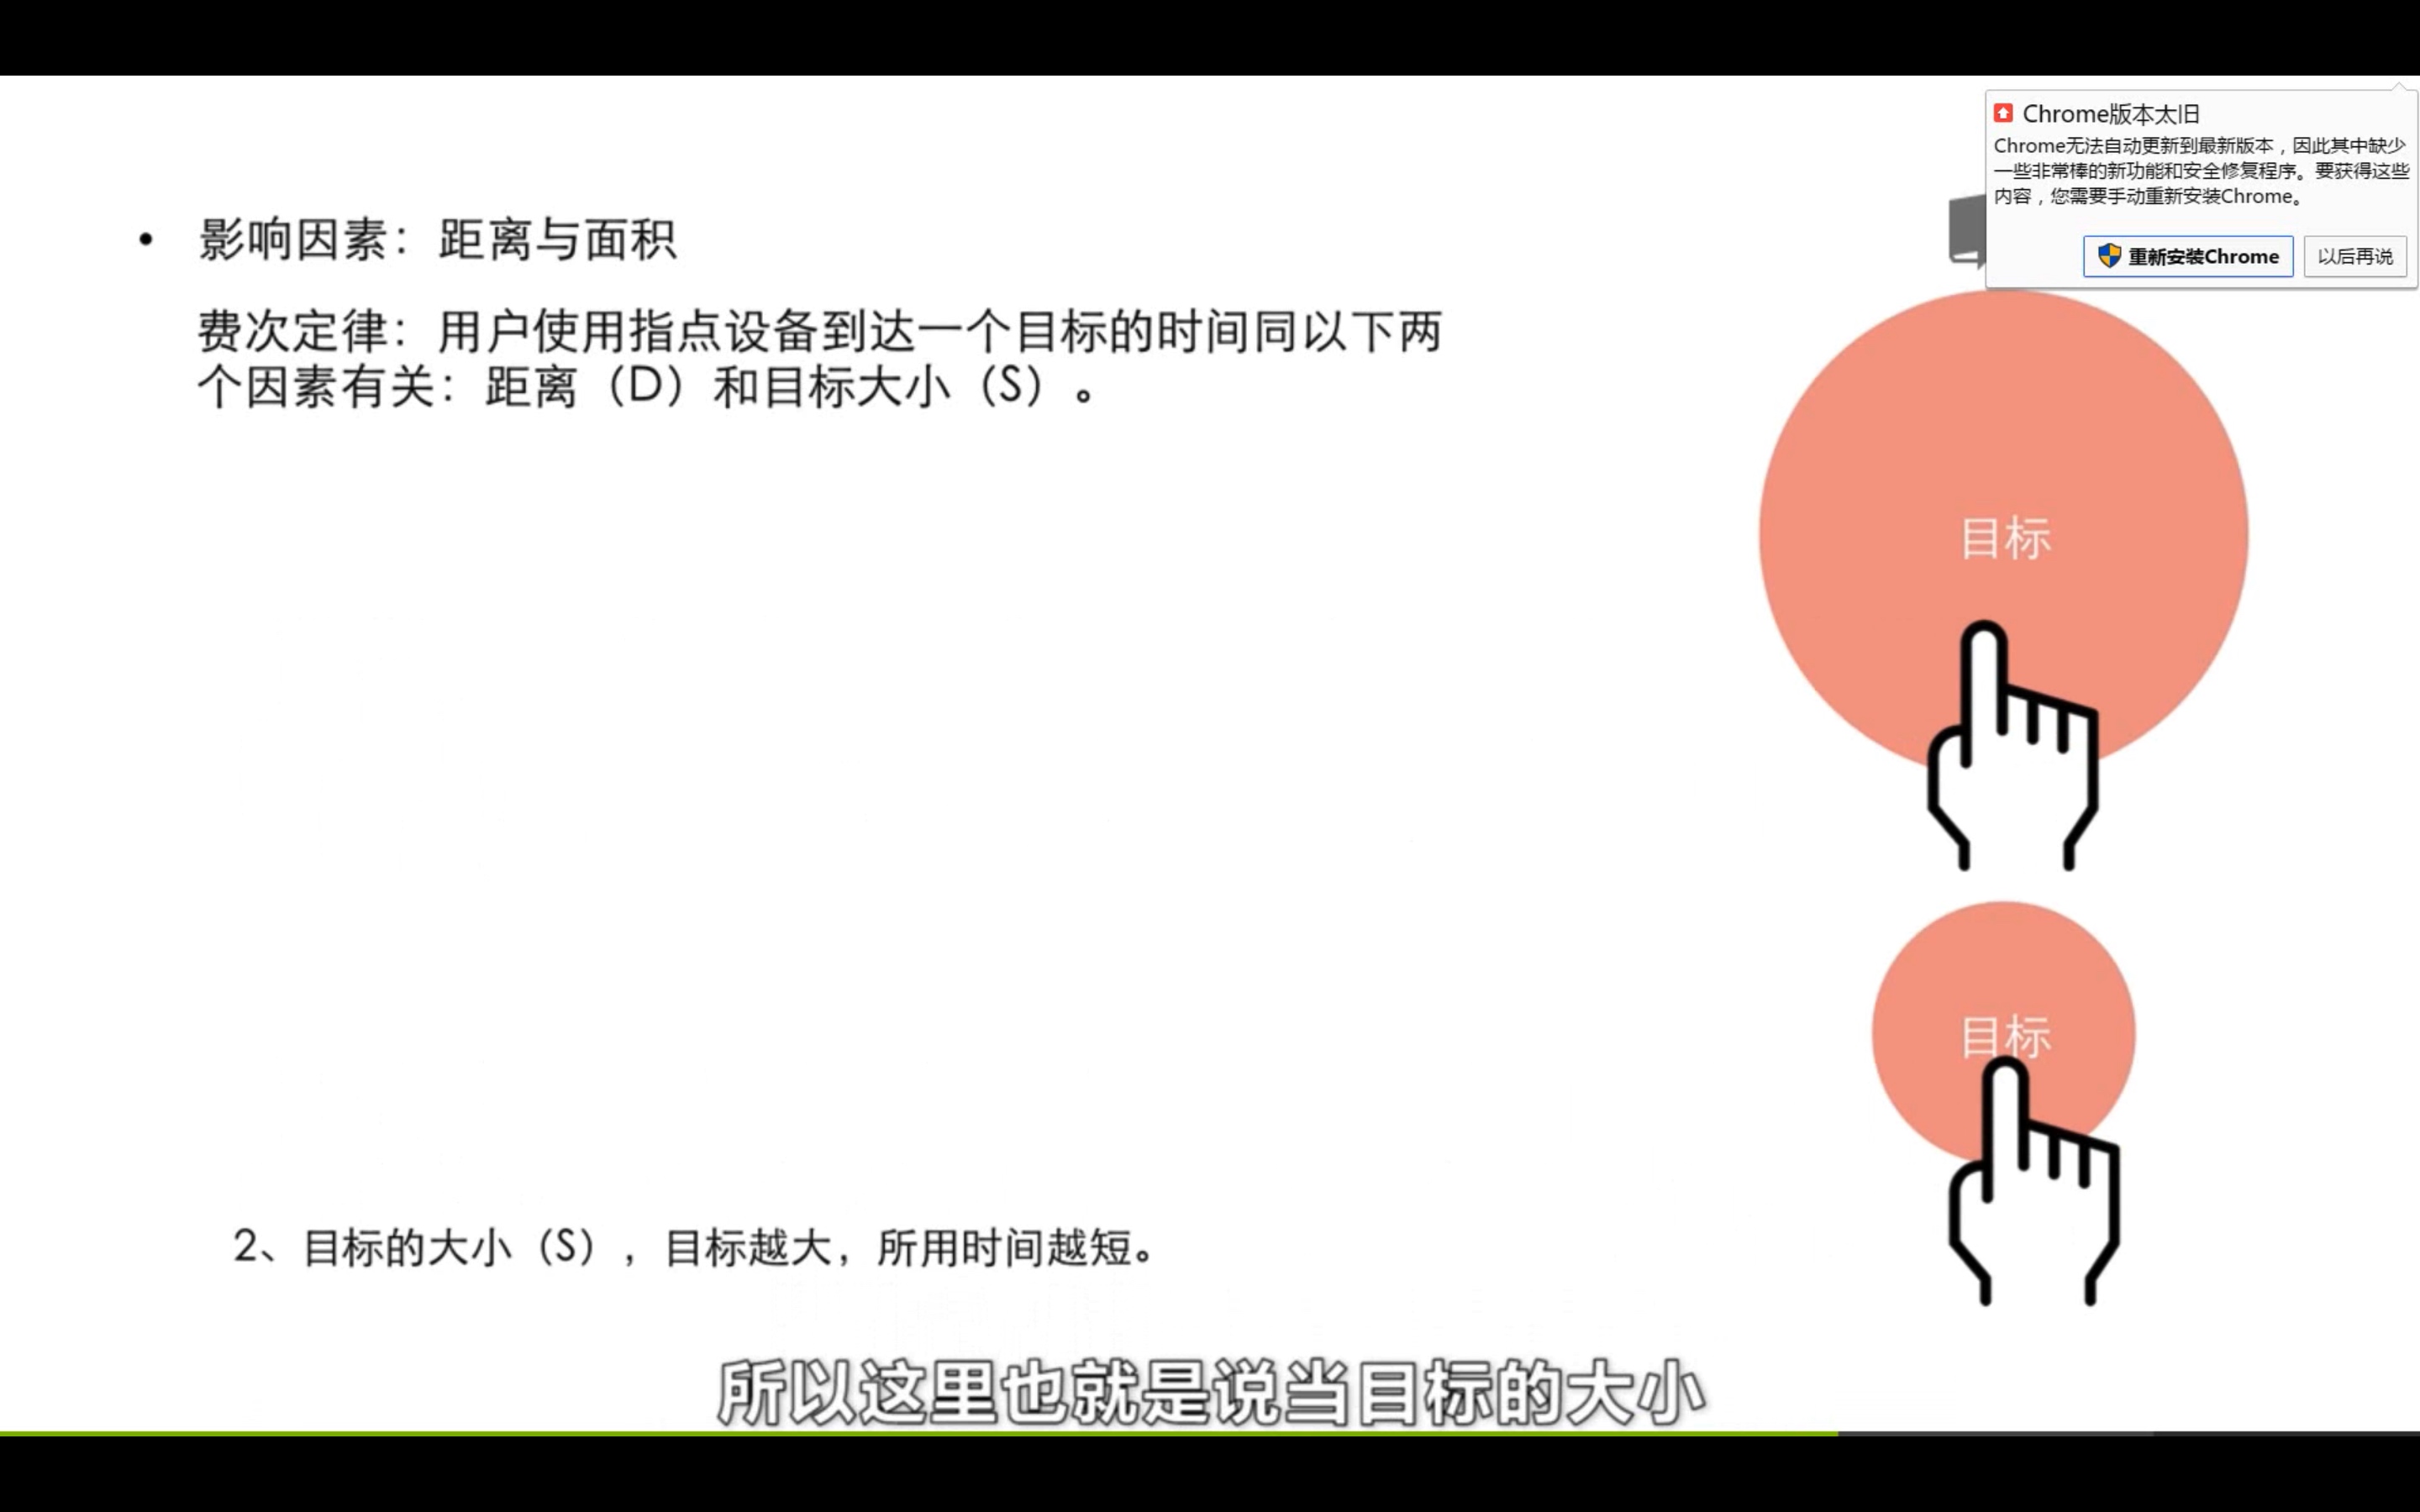 Chrome版本太旧
Chrome无法自动更新到最新版本，因此其中缺少
一些非常棒的新功能和安全修复程序。要获得这些
内容，您需要手动重新安装Chrome。
重新安装Chrome
以后再说
• 影响因素：距离与面积
费次定律：用户使用指点设备到达一个目标的时间同以下两
个因素有关：距离（D）和目标大小（S）。
目标
目标
2、目标的大小（S），目标越大，所用时间越短。
所以这里也就是说当目标的大小